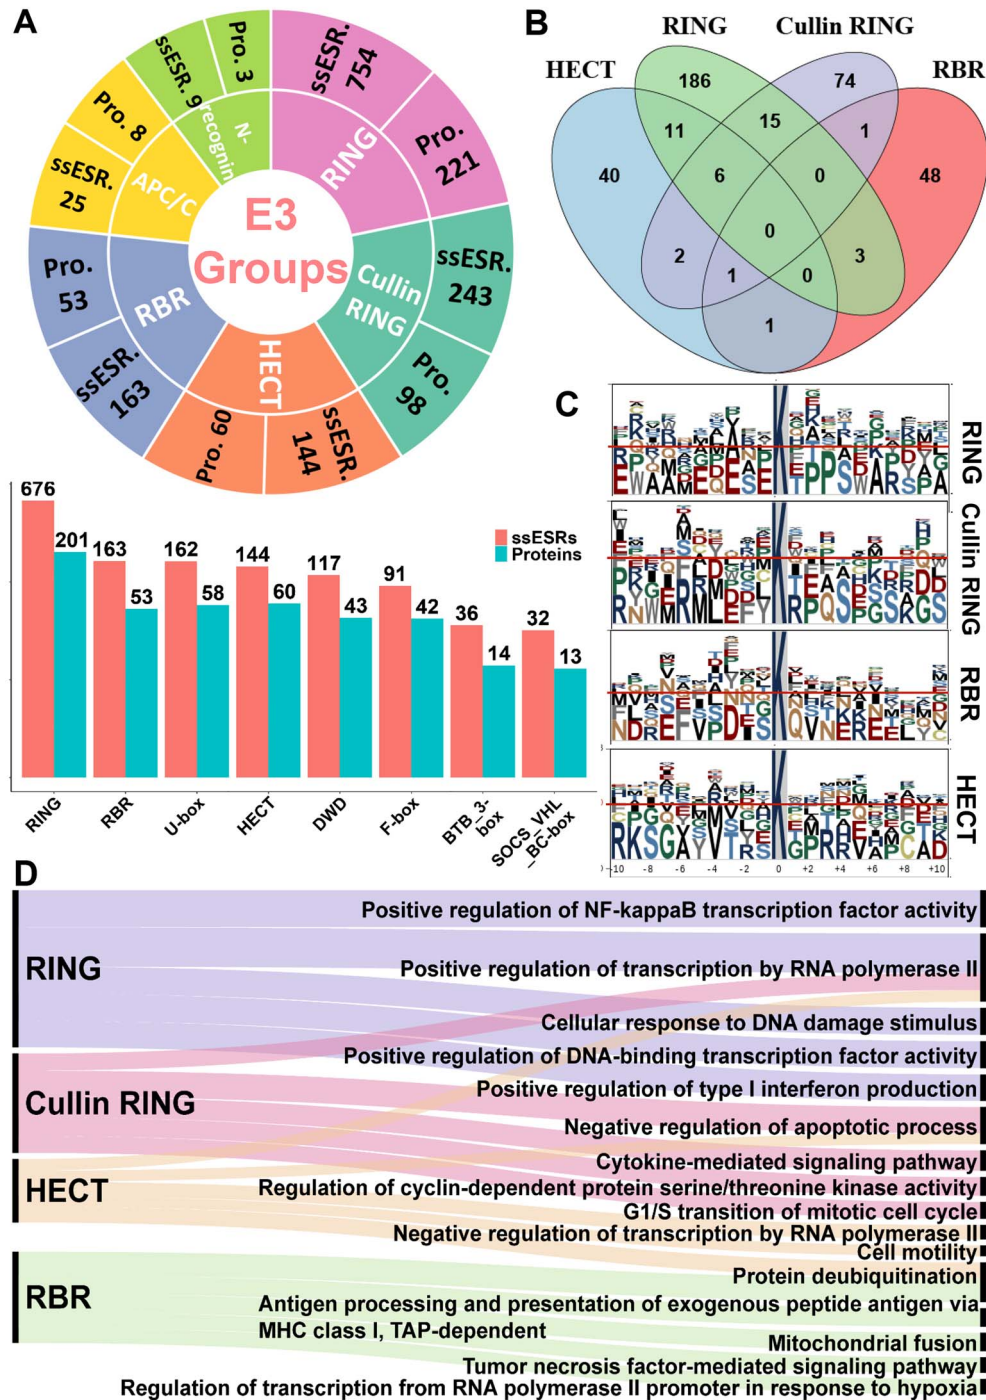 A
E3
Groups
RING
ssESR.
754
Pro.
221
Cullin
RING
ssESR.
243
Pro.
98
HECT
ssESR.
144
Pro. 60
RBR
ssESR.
163
Pro.
53
APC/C
ssESR.
25
Pro. 8
N-
recognin
ssESR. 9
Pro. 3
B
RING
Cullin RING
HECT
RBR
186
74
11
15
1
40
6
0
48
0
2
3
1
0
1
ssESRs
Proteins
676
201
163
53
162
58
144
60
117
43
91
42
36
14
32
13
RING
RBR
U-box
HECT
DWD
F-box
BTB_3-
box
SOCS_VHL
_BC-box
C
RING
Cullin RING
RBR
HECT
-10 -8 -6 -4 -2 0 +2 +4 +6 +8 +10
D
RING
Cullin RING
HECT
RBR
Positive regulation of NF-kappaB transcription factor activity
Positive regulation of transcription by RNA polymerase II
Cellular response to DNA damage stimulus
Positive regulation of DNA-binding transcription factor activity
Positive regulation of type I interferon production
Negative regulation of apoptotic process
Cytokine-mediated signaling pathway
Regulation of cyclin-dependent protein serine/threonine kinase activity
G1/S transition of mitotic cell cycle
Negative regulation of transcription by RNA polymerase II
Cell motility
Protein deubiquitination
Antigen processing and presentation of exogenous peptide antigen via
MHC class I, TAP-dependent
Mitochondrial fusion
Tumor necrosis factor-mediated signaling pathway
Regulation of transcription from RNA polymerase II promoter in response to hypoxia